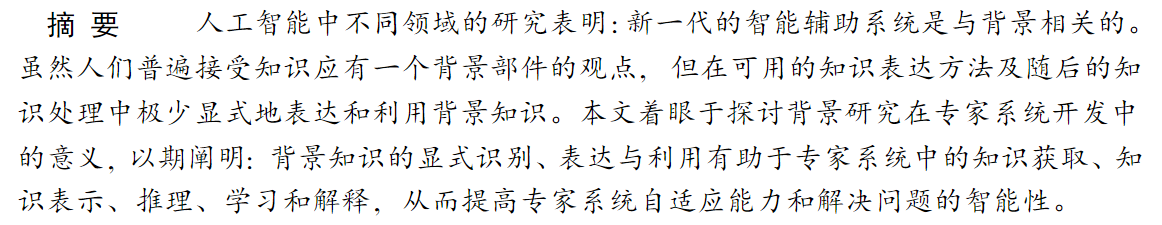 摘 要 人工智能中不同领域的研究表明: 新一代的智能辅助系统是与背景相关的。
虽然人们普遍接受知识应有一个背景部件的观点, 但在可用的知识表达方法及随后的知
识处理中极少显式地表达和利用背景知识。本文着眼于探讨背景研究在专家系统开发中
的意义, 以期阐明: 背景知识的显式识别、表达与利用有助于专家系统中的知识获取、知
识表示、推理、学习和解释, 从而提高专家系统自适应能力和解决问题的智能性。